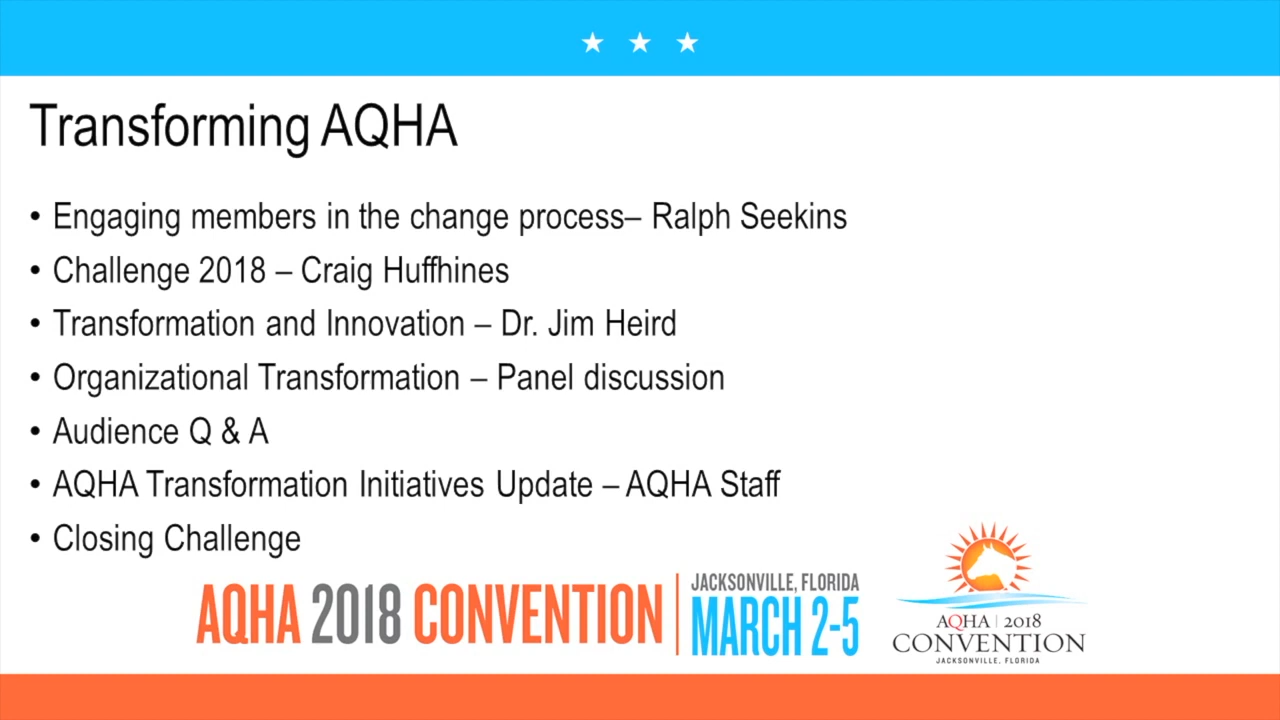 Transforming AQHA
• Engaging members in the change process– Ralph Seekins
• Challenge 2018 – Craig Huffhines
• Transformation and Innovation – Dr. Jim Heird
• Organizational Transformation – Panel discussion
• Audience Q & A
• AQHA Transformation Initiatives Update – AQHA Staff
• Closing Challenge
AQHA 2018 CONVENTION
JACKSONVILLE, FLORIDA
MARCH 2-5
AQHA | 2018
CONVENTION
JACKSONVILLE, FLORIDA